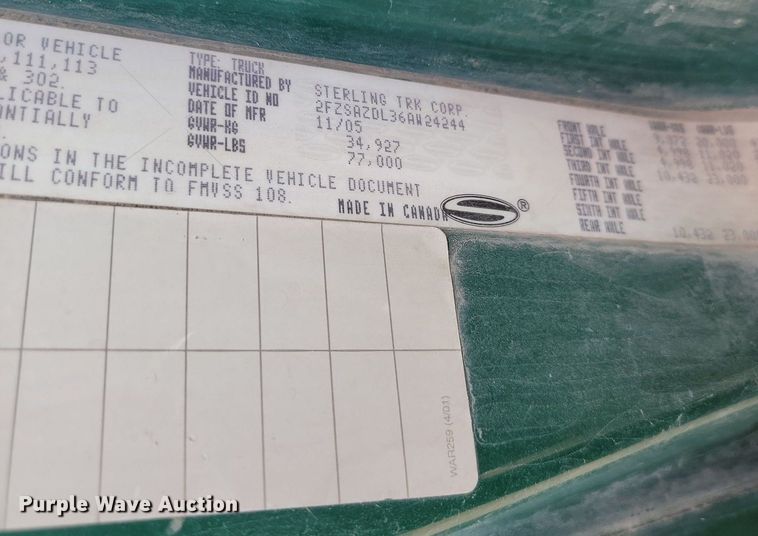 OR VEHICLE
,111,113
& 302.
LICABLE TO
ANTIALLY
ONS IN THE INCOMPLETE VEHICLE DOCUMENT
ILL CONFORM TO FMVSS 108.
TYPE: TRUCK
MANUFACTURED BY STERLING TRK CORP.
VEHICLE ID NO 2FZSAZDL36AW24244
DATE OF MFR 11/05
GVWR-KG 34,927
GVWR-LBS 77,000
MADE IN CANADA
®
FRONT AXLE
FIRST INT AXLE
SECOND INT AXLE
THIRD INT AXLE
FOURTH INT AXLE
FIFTH INT AXLE
SIXTH INT AXLE
REAR AXLE
WAR259 (4/01)
Purple Wave Auction